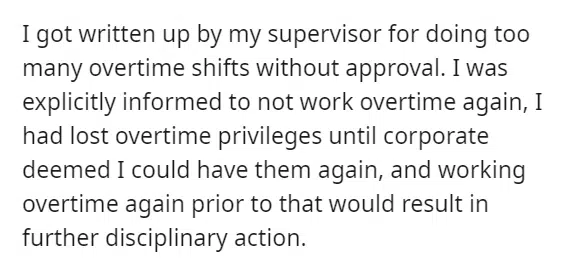 I got written up by my supervisor for doing too
many overtime shifts without approval. I was
explicitly informed to not work overtime again, I
had lost overtime privileges until corporate
deemed I could have them again, and working
overtime again prior to that would result in
further disciplinary action.